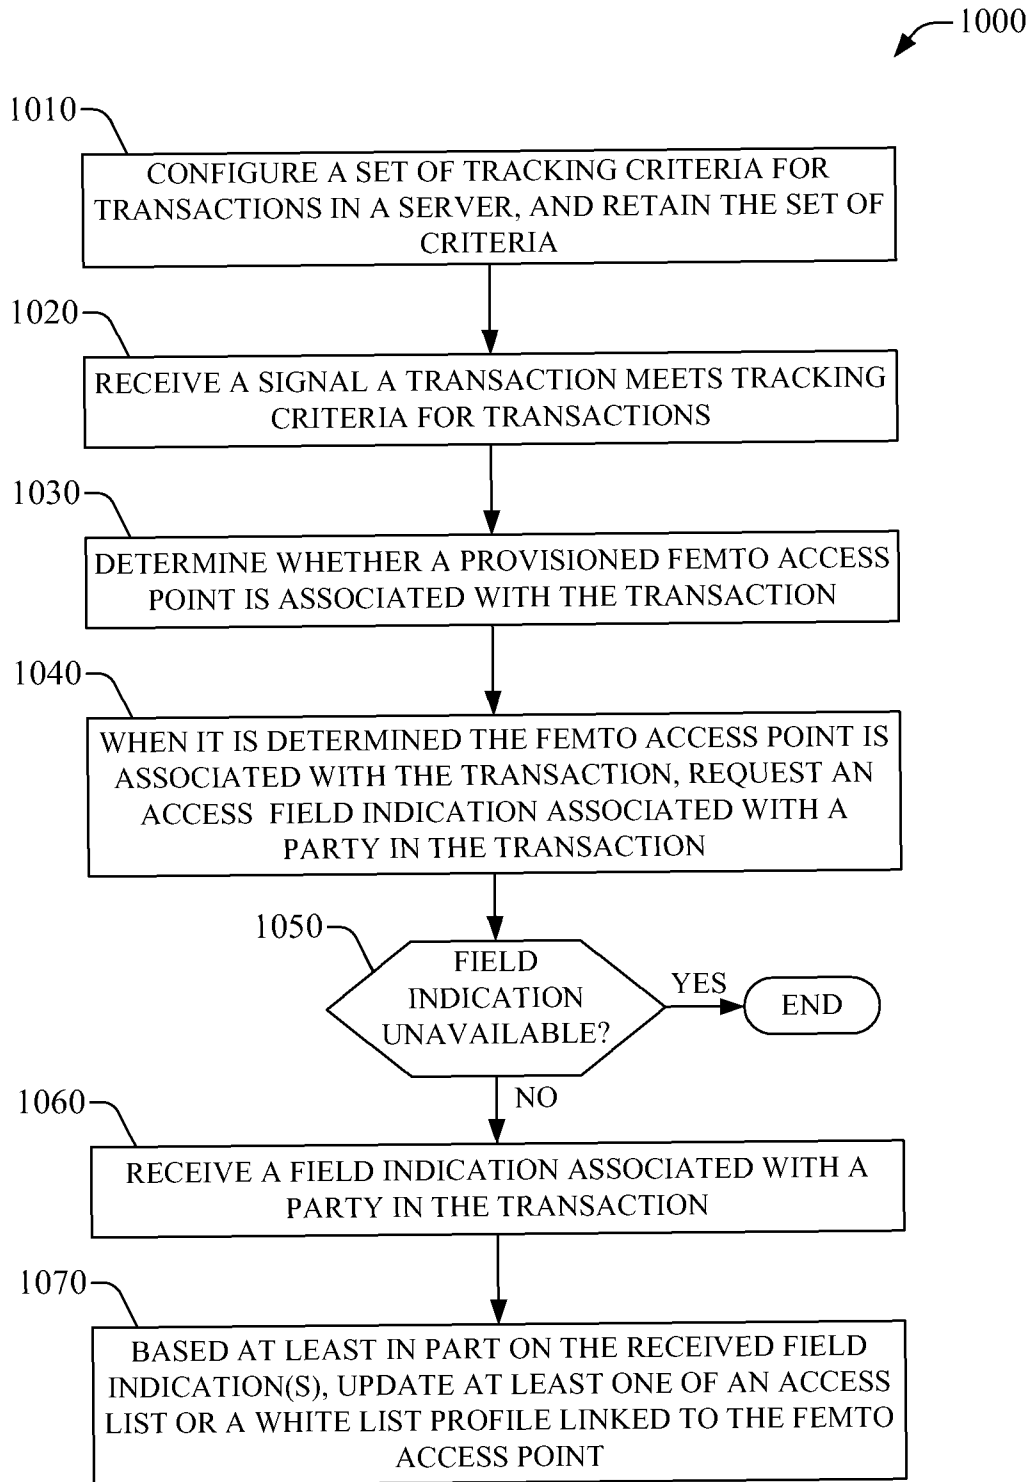 1000
1010
CONFIGURE A SET OF TRACKING CRITERIA FOR
TRANSACTIONS IN A SERVER, AND RETAIN THE SET OF
CRITERIA
1020
RECEIVE A SIGNAL A TRANSACTION MEETS TRACKING
CRITERIA FOR TRANSACTIONS
1030
DETERMINE WHETHER A PROVISIONED FEMTO ACCESS
POINT IS ASSOCIATED WITH THE TRANSACTION
1040
WHEN IT IS DETERMINED THE FEMTO ACCESS POINT IS
ASSOCIATED WITH THE TRANSACTION, REQUEST AN
ACCESS FIELD INDICATION ASSOCIATED WITH A
PARTY IN THE TRANSACTION
1050
FIELD
INDICATION
UNAVAILABLE?
YES
END
NO
1060
RECEIVE A FIELD INDICATION ASSOCIATED WITH A
PARTY IN THE TRANSACTION
1070
BASED AT LEAST IN PART ON THE RECEIVED FIELD
INDICATION(S), UPDATE AT LEAST ONE OF AN ACCESS
LIST OR A WHITE LIST PROFILE LINKED TO THE FEMTO
ACCESS POINT